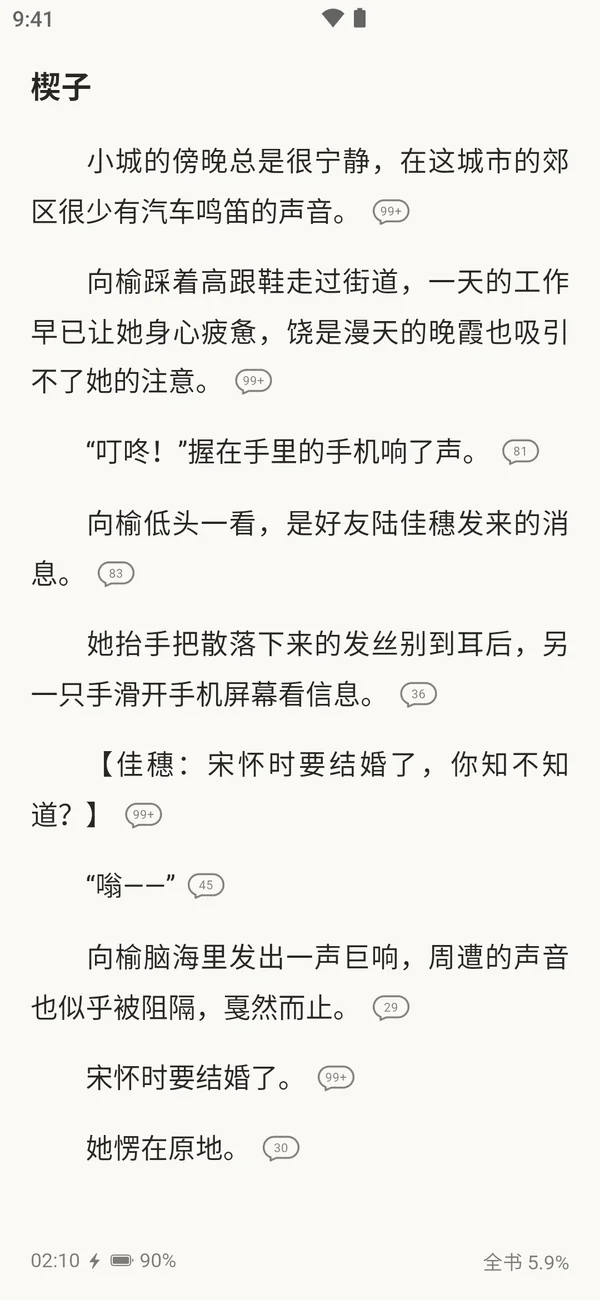 9:41
楔子
小城的傍晚总是很宁静，在这城市的郊
区很少有汽车鸣笛的声音。 99+
向榆踩着高跟鞋走过街道，一天的工作
早已让她身心疲惫，饶是漫天的晚霞也吸引
不了她的注意。 99+
“叮咚！”握在手里的手机响了声。 81
向榆低头一看，是好友陆佳穗发来的消
息。 83
她抬手把散落下来的发丝别到耳后，另
一只手滑开手机屏幕看信息。 36
【佳穗：宋怀时要结婚了，你知不知
道？】 99+
“嗡——” 45
向榆脑海里发出一声巨响，周遭的声音
也似乎被阻隔，戛然而止。 29
宋怀时要结婚了。 99+
她愣在原地。 30
02:10 90% 全书 5.9%